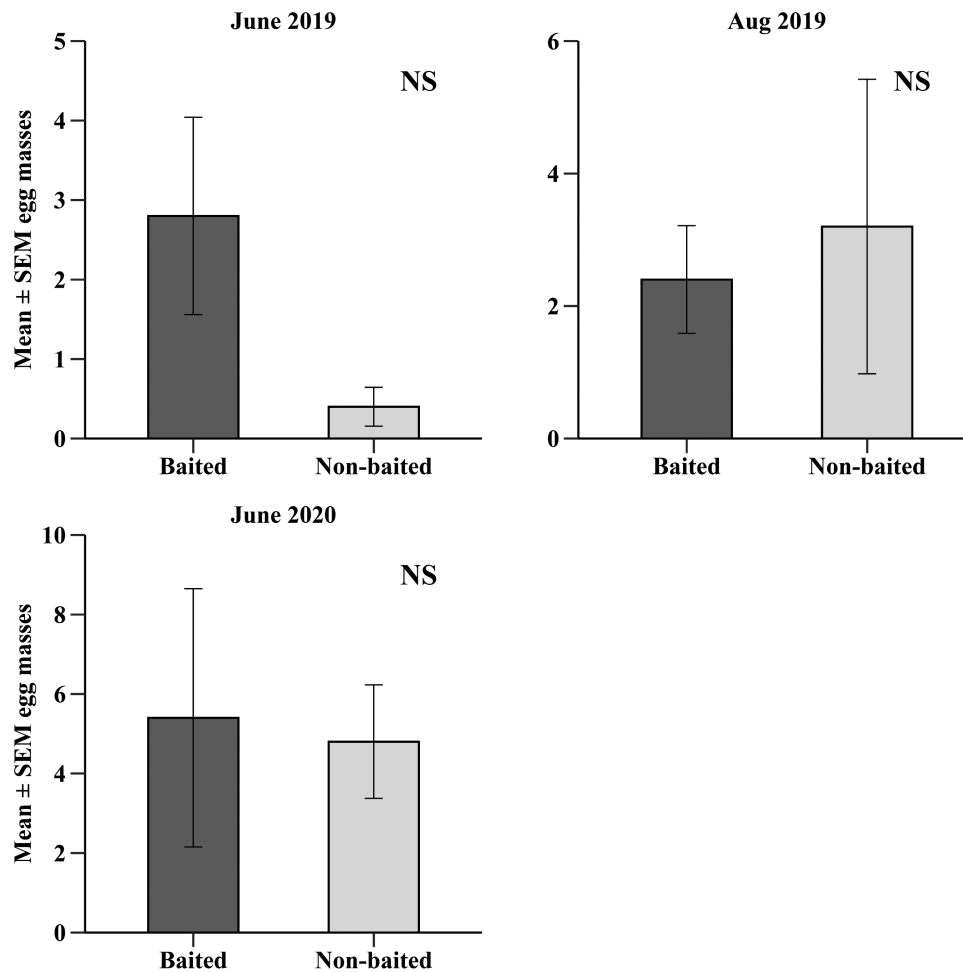 June 2019
NS
Mean ± SEM egg masses
5
4
3
2
1
0
Baited
Non-baited
Aug 2019
NS
6
4
2
0
Baited
Non-baited
June 2020
NS
Mean ± SEM egg masses
10
8
6
4
2
0
Baited
Non-baited